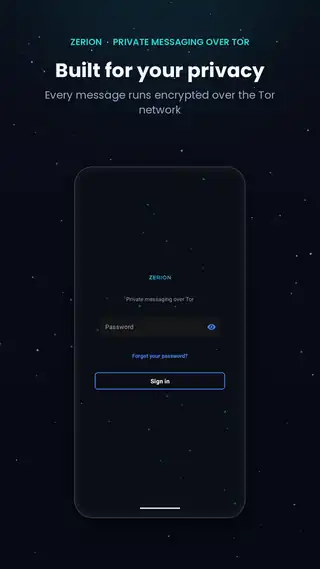 ZERION · PRIVATE MESSAGING OVER TOR
Built for your privacy
Every message runs encrypted over the Tor
network
ZERION
Private messaging over Tor
Password
Forgot your password?
Sign in